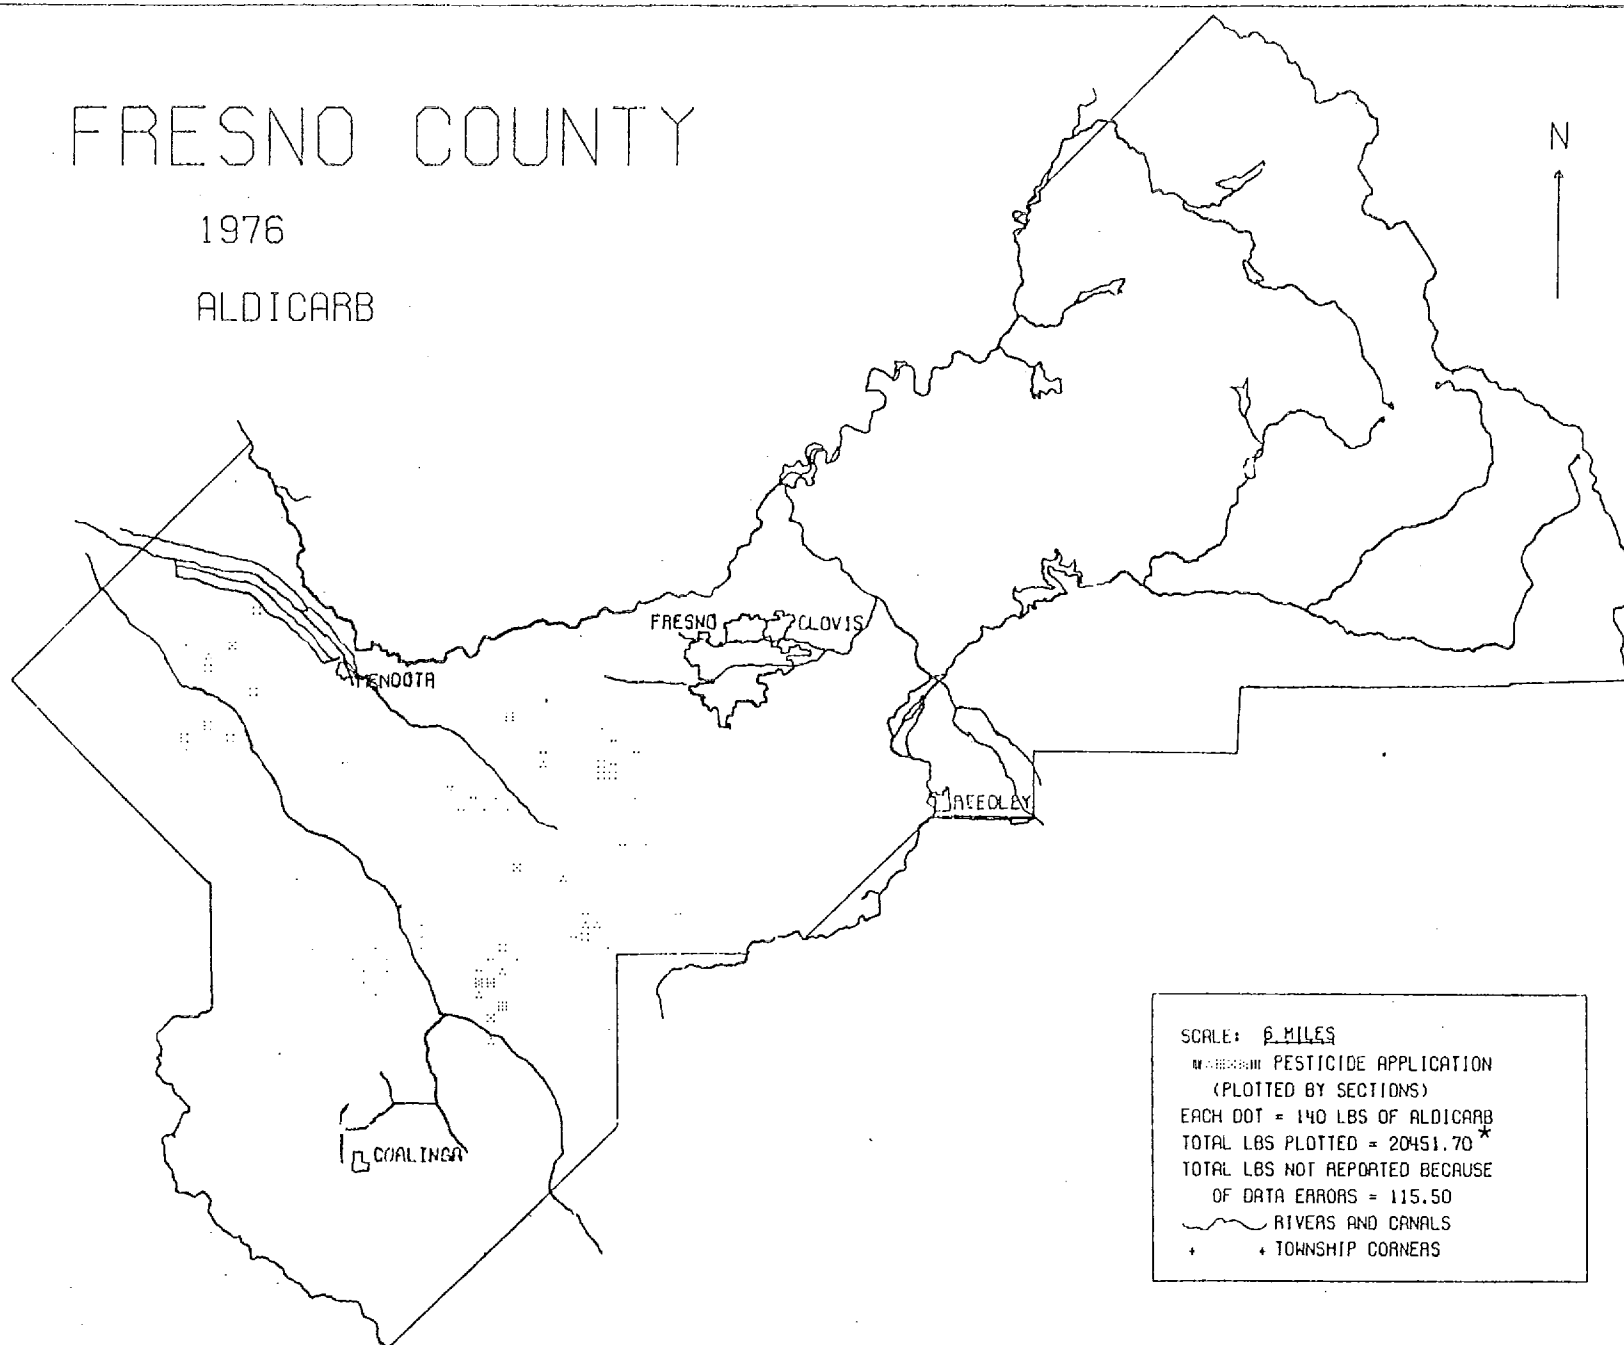 FRESNO COUNTY
1976
ALDICARB
N
FRESNO
CLOVIS
MENDOTA
REEDLEY
COALINGA
SCALE: 6 MILES
PESTICIDE APPLICATION
(PLOTTED BY SECTIONS)
EACH DOT = 140 LBS OF ALDICARB
TOTAL LBS PLOTTED = 20451.70 *
TOTAL LBS NOT REPORTED BECAUSE
OF DATA ERRORS = 115.50
RIVERS AND CANALS
+ + TOWNSHIP CORNERS